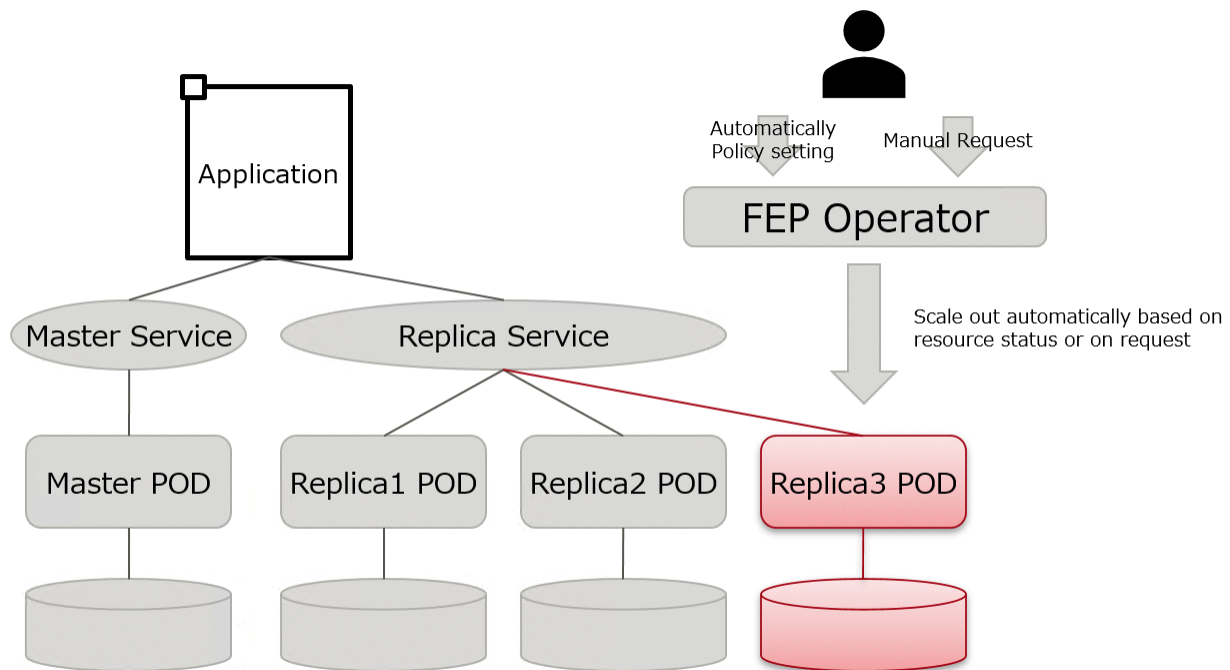 Automatically
Policy setting
Manual Request
Application
FEP Operator
Scale out automatically based on
resource status or on request
Master Service
Replica Service
Master POD
Replica1 POD
Replica2 POD
Replica3 POD